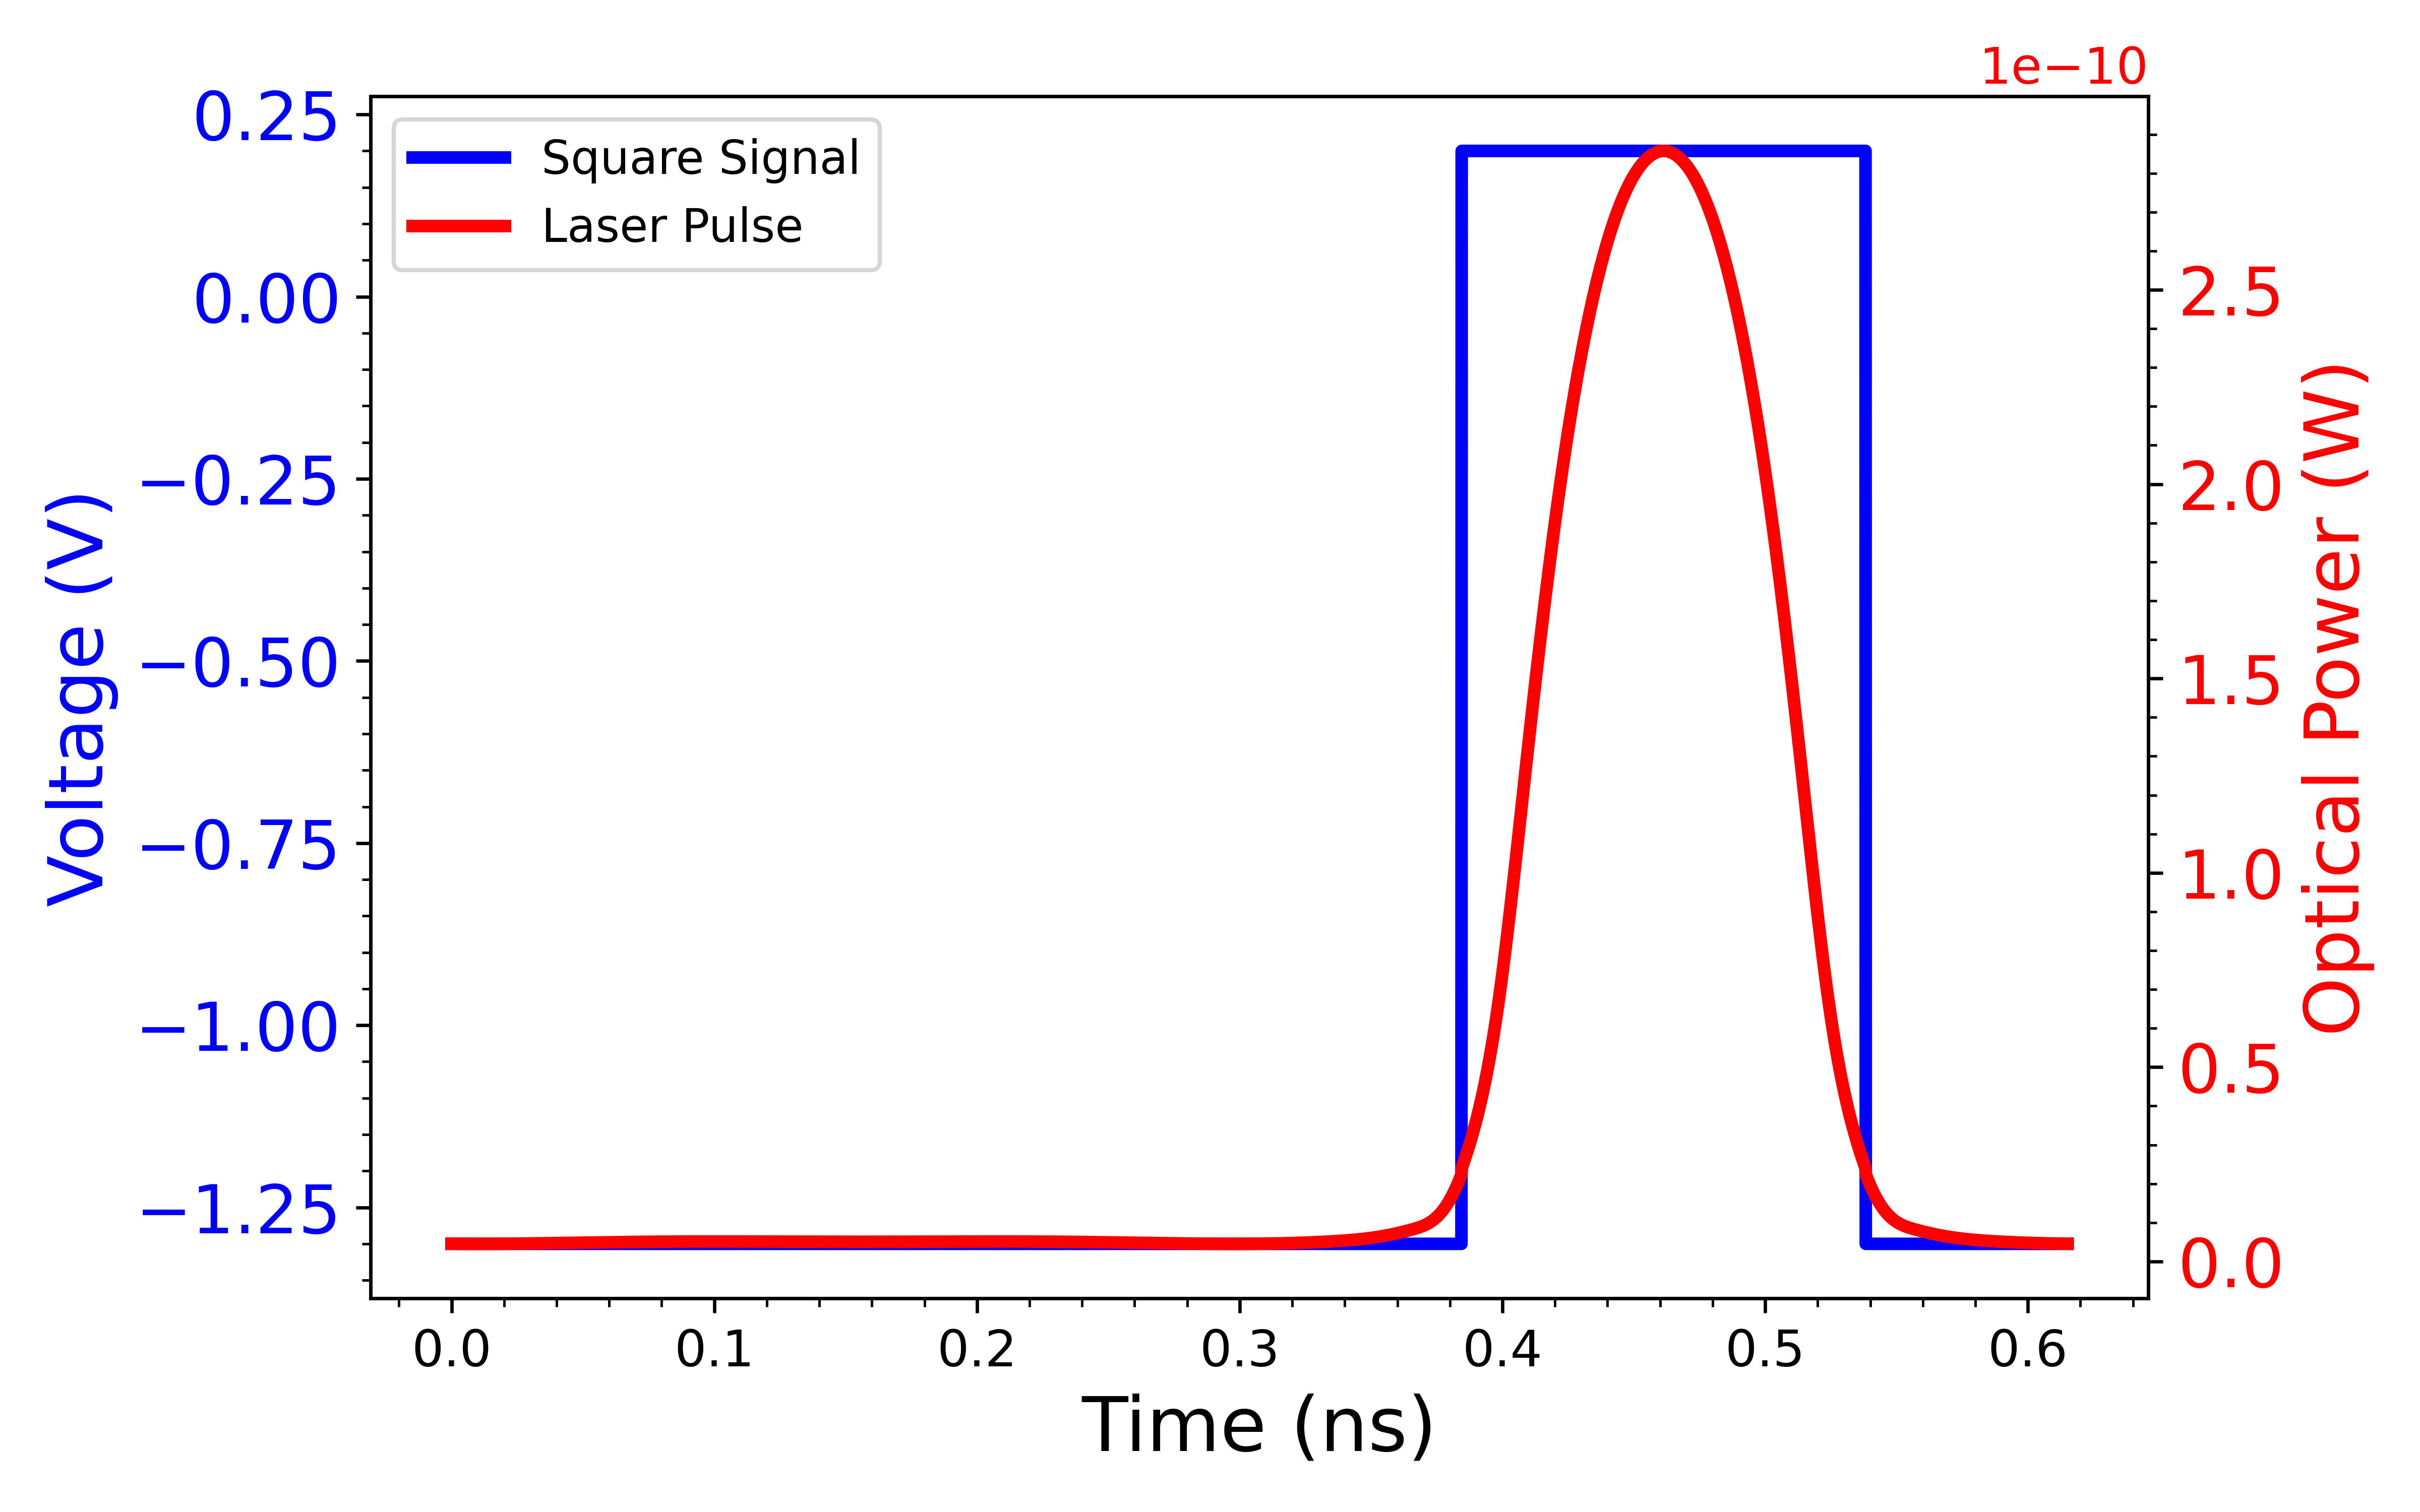 1e−10
Square Signal
Laser Pulse
Voltage (V)
0.25
0.00
−0.25
−0.50
−0.75
−1.00
−1.25
2.5
2.0
1.5
1.0
0.5
0.0
Optical Power (W)
0.0 0.1 0.2 0.3 0.4 0.5 0.6
Time (ns)